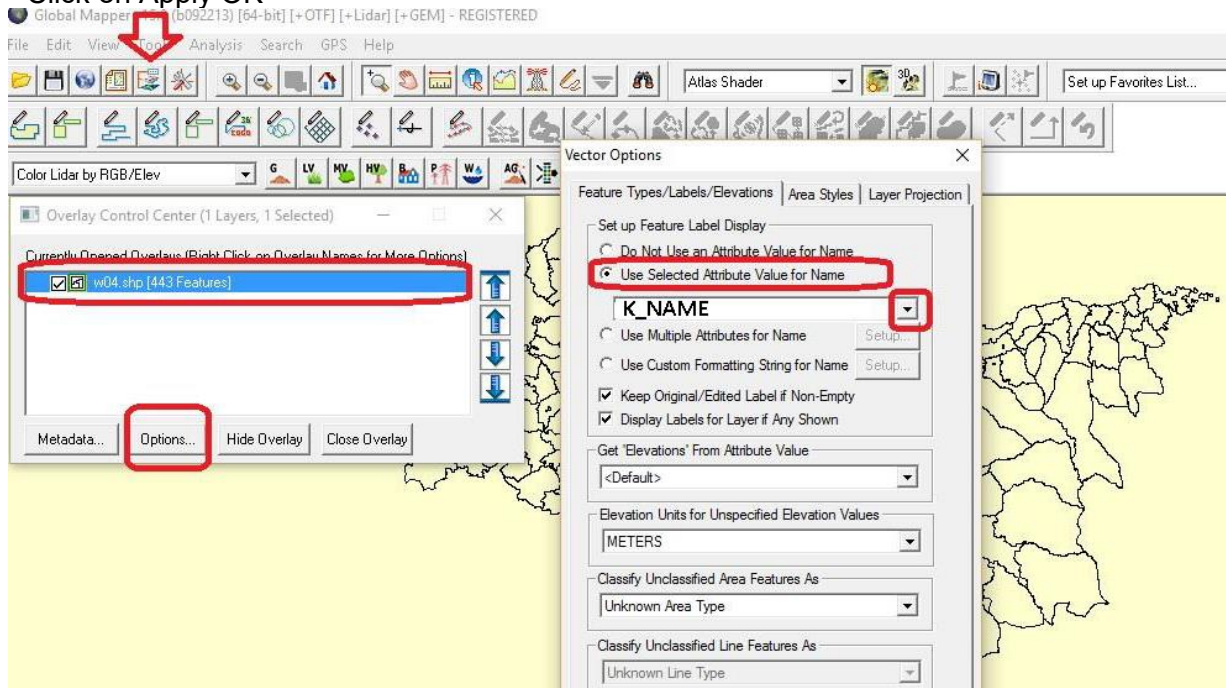 Click on Apply OK
Global Mapper (b092213) [64-bit] [+OTF] [+Lidar] [+GEM] - REGISTERED
File Edit View Tools Analysis Search GPS Help
Atlas Shader
3D
Set up Favorites List...
Color Lidar by RGB/Elev
G LV MV HV B P W AG
Vector Options
Feature Types/Labels/Elevations Area Styles Layer Projection
Overlay Control Center (1 Layers, 1 Selected)
Set up Feature Label Display
Do Not Use an Attribute Value for Name
Currently Opened Overlays (Right Click on Overlay Names for More Options)
Use Selected Attribute Value for Name
w04.shp [443 Features]
K_NAME
Use Multiple Attributes for Name Setup...
Use Custom Formatting String for Name Setup...
Keep Original/Edited Label if Non-Empty
Display Labels for Layer if Any Shown
Metadata... Options... Hide Overlay Close Overlay
Get 'Elevations' From Attribute Value
<Default>
Elevation Units for Unspecified Elevation Values
METERS
Classify Unclassified Area Features As
Unknown Area Type
Classify Unclassified Line Features As
Unknown Line Type